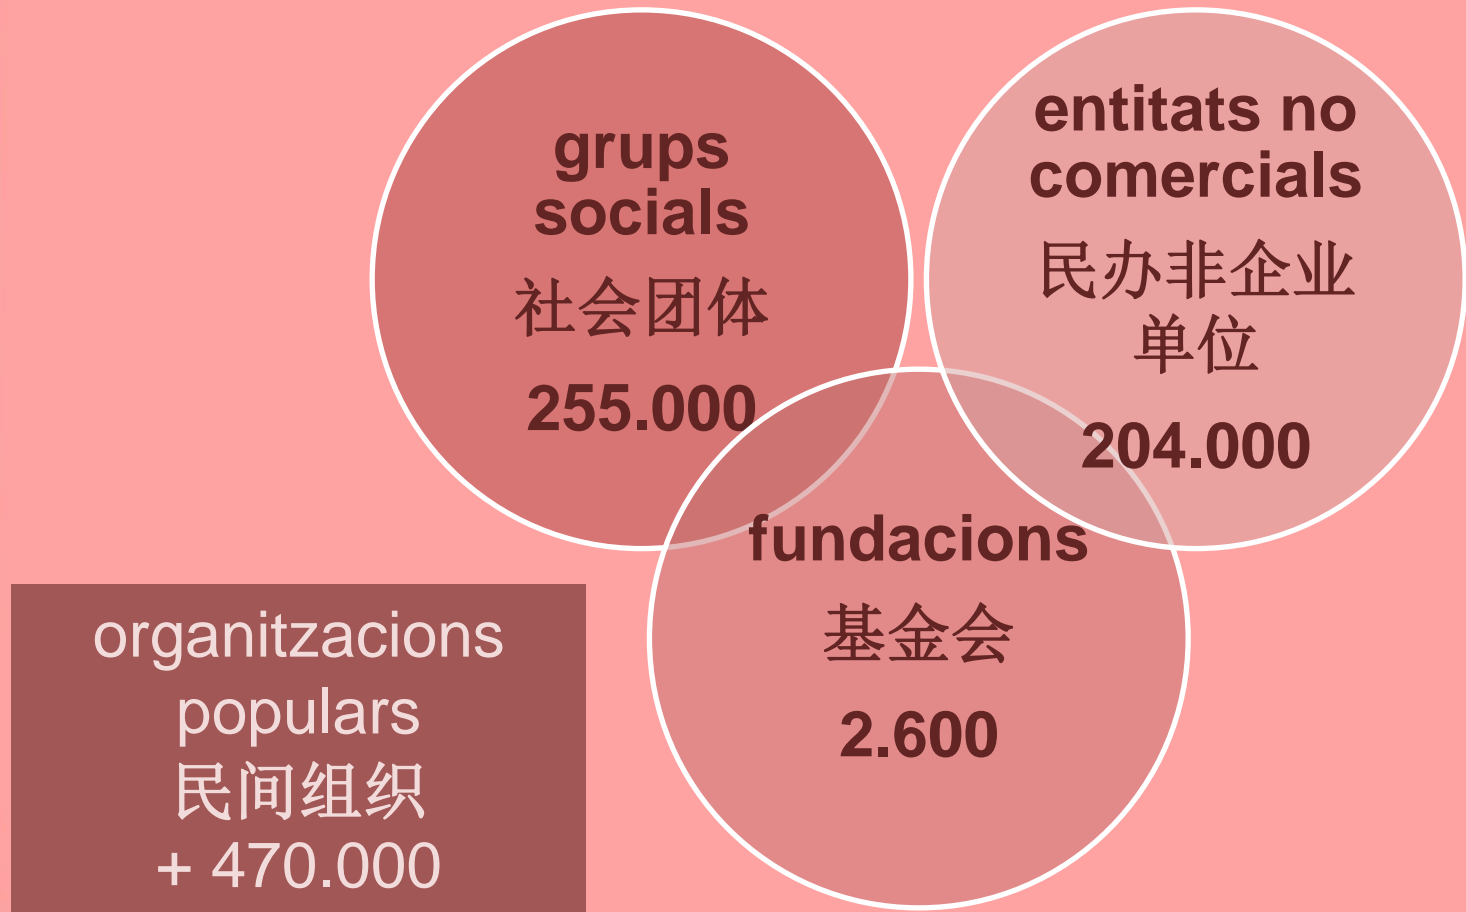 grups
socials
社会团体
255.000
entitats no
comercials
民办非企业
单位
204.000
fundacions
基金会
2.600
organitzacions
populars
民间组织
+ 470.000